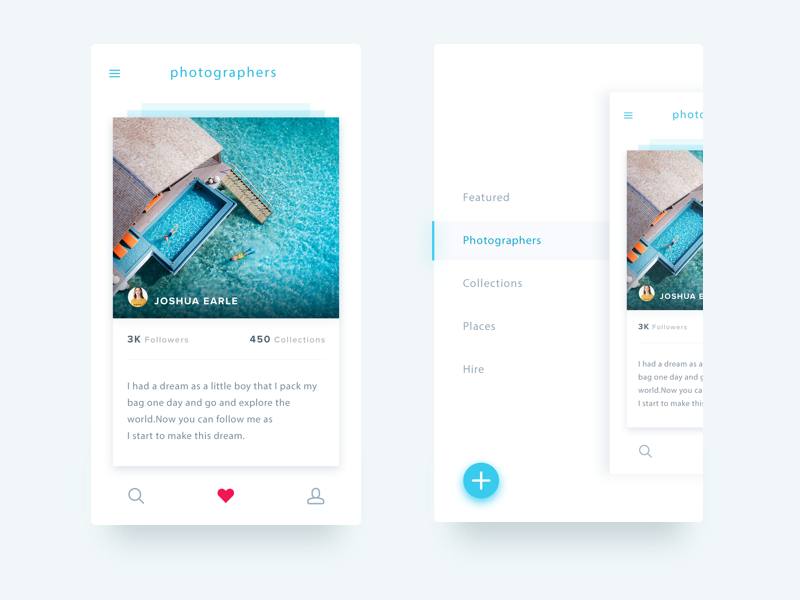 photographers
JOSHUA EARLE
3K Followers
450 Collections
I had a dream as a little boy that I pack my
bag one day and go and explore the
world.Now you can follow me as
I start to make this dream.
Featured
Photographers
Collections
Places
Hire
photo
JOSHUA E
3K Followers
I had a dream as a
bag one day and g
world.Now you ca
I start to make this